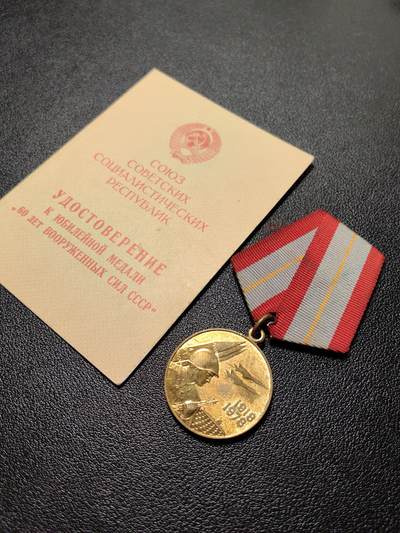 СОЮЗ
СОВЕТСКИХ
СОЦИАЛИСТИЧЕСКИХ
РЕСПУБЛИК
УДОСТОВЕРЕНИЕ
К ЮБИЛЕЙНОЙ МЕДАЛИ
„60 ЛЕТ ВООРУЖЕННЫХ СИЛ СССР“
1918
1978